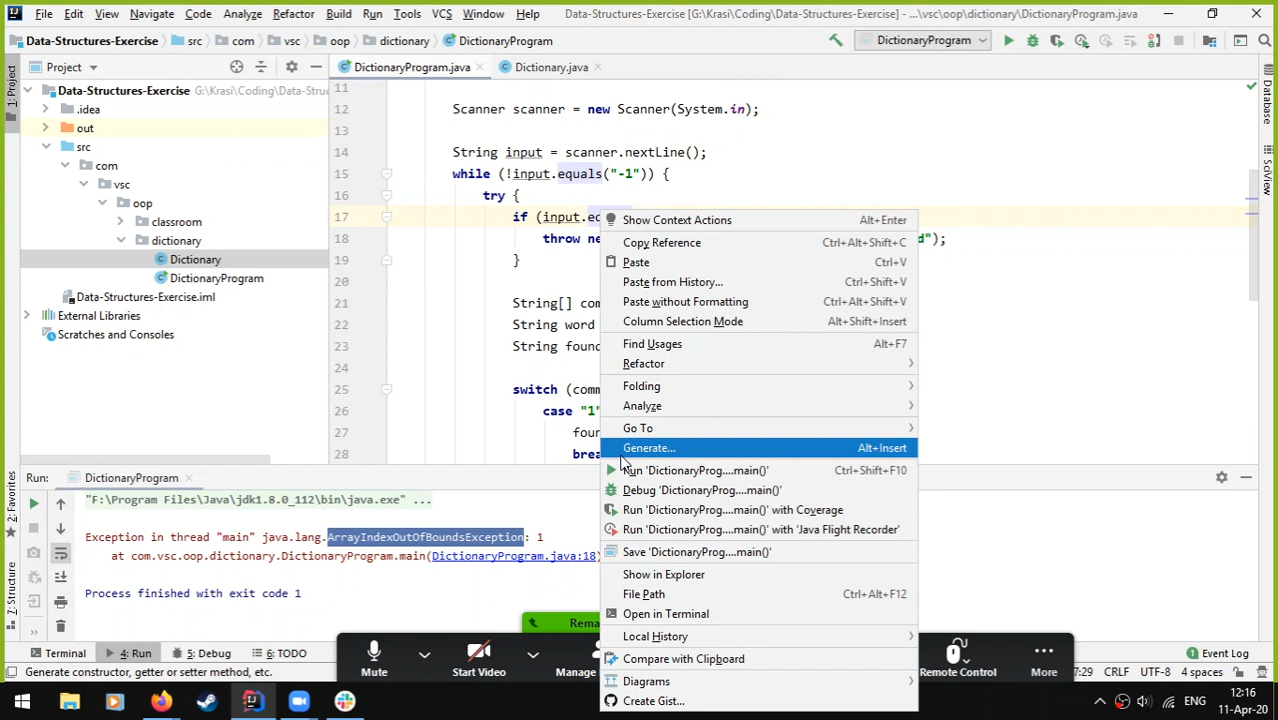 File Edit View Navigate Code Analyze Refactor Build Run Tools VCS Window Help Data-Structures-Exercise [G:\Krasi\Coding\Data-Structures-Exercise] - ...\vsc\oop\dictionary\DictionaryProgram.java
Data-Structures-Exercise src com vsc oop dictionary DictionaryProgram DictionaryProgram
1: Project
Project
Data-Structures-Exercise G:\Krasi\Coding\Data-Stru
.idea
out
src
com
vsc
oop
classroom
dictionary
Dictionary
DictionaryProgram
Data-Structures-Exercise.iml
External Libraries
Scratches and Consoles
DictionaryProgram.java Dictionary.java
11
12 Scanner scanner = new Scanner(System.in);
13
14 String input = scanner.nextLine();
15 while (!input.equals("-1")) {
16 try {
17 if (input.eq
18 throw ne d");
19 }
20
21 String[] com
22 String word
23 String foun
24
25 switch (comm
26 case "1"
27 foun
28 brea
Show Context Actions Alt+Enter
Copy Reference Ctrl+Alt+Shift+C
Paste Ctrl+V
Paste from History... Ctrl+Shift+V
Paste without Formatting Ctrl+Alt+Shift+V
Column Selection Mode Alt+Shift+Insert
Find Usages Alt+F7
Refactor
Folding
Analyze
Go To
Generate... Alt+Insert
Run 'DictionaryProg....main()' Ctrl+Shift+F10
Debug 'DictionaryProg....main()'
Run 'DictionaryProg....main()' with Coverage
Run 'DictionaryProg....main()' with 'Java Flight Recorder'
Save 'DictionaryProg....main()'
Show in Explorer
File Path Ctrl+Alt+F12
Open in Terminal
Local History
Compare with Clipboard
Diagrams
Create Gist...
Database
SciView
2: Favorites
7: Structure
Run: DictionaryProgram
"F:\Program Files\Java\jdk1.8.0_112\bin\java.exe" ...
Exception in thread "main" java.lang.ArrayIndexOutOfBoundsException: 1
at com.vsc.oop.dictionary.DictionaryProgram.main(DictionaryProgram.java:18)
Process finished with exit code 1
Terminal 4: Run 5: Debug 6: TODO Event Log
Mute Start Video Manage Remote Control More
Generate constructor, getter or setter method, etc. 7:29 CRLF UTF-8 4 spaces
ENG 12:16
11-Apr-20